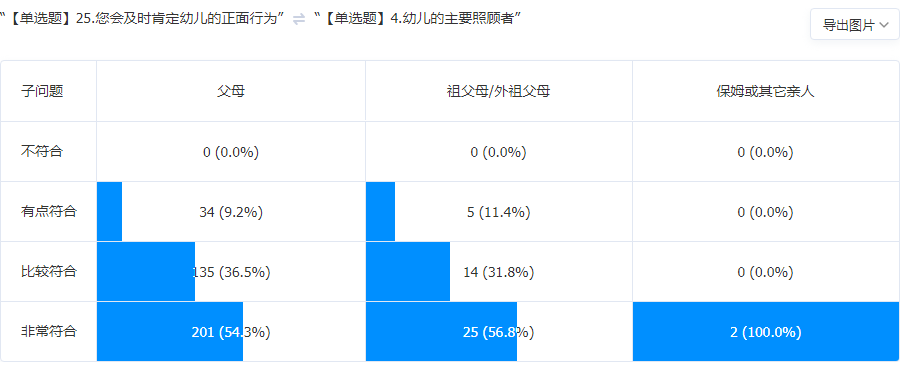 “【单选题】25.您会及时肯定幼儿的正面行为” ⇌ “【单选题】4.幼儿的主要照顾者”
导出图片
子问题 父母 祖父母/外祖父母 保姆或其它亲人
不符合 0 (0.0%) 0 (0.0%) 0 (0.0%)
有点符合 34 (9.2%) 5 (11.4%) 0 (0.0%)
比较符合 135 (36.5%) 14 (31.8%) 0 (0.0%)
非常符合 201 (54.3%) 25 (56.8%) 2 (100.0%)